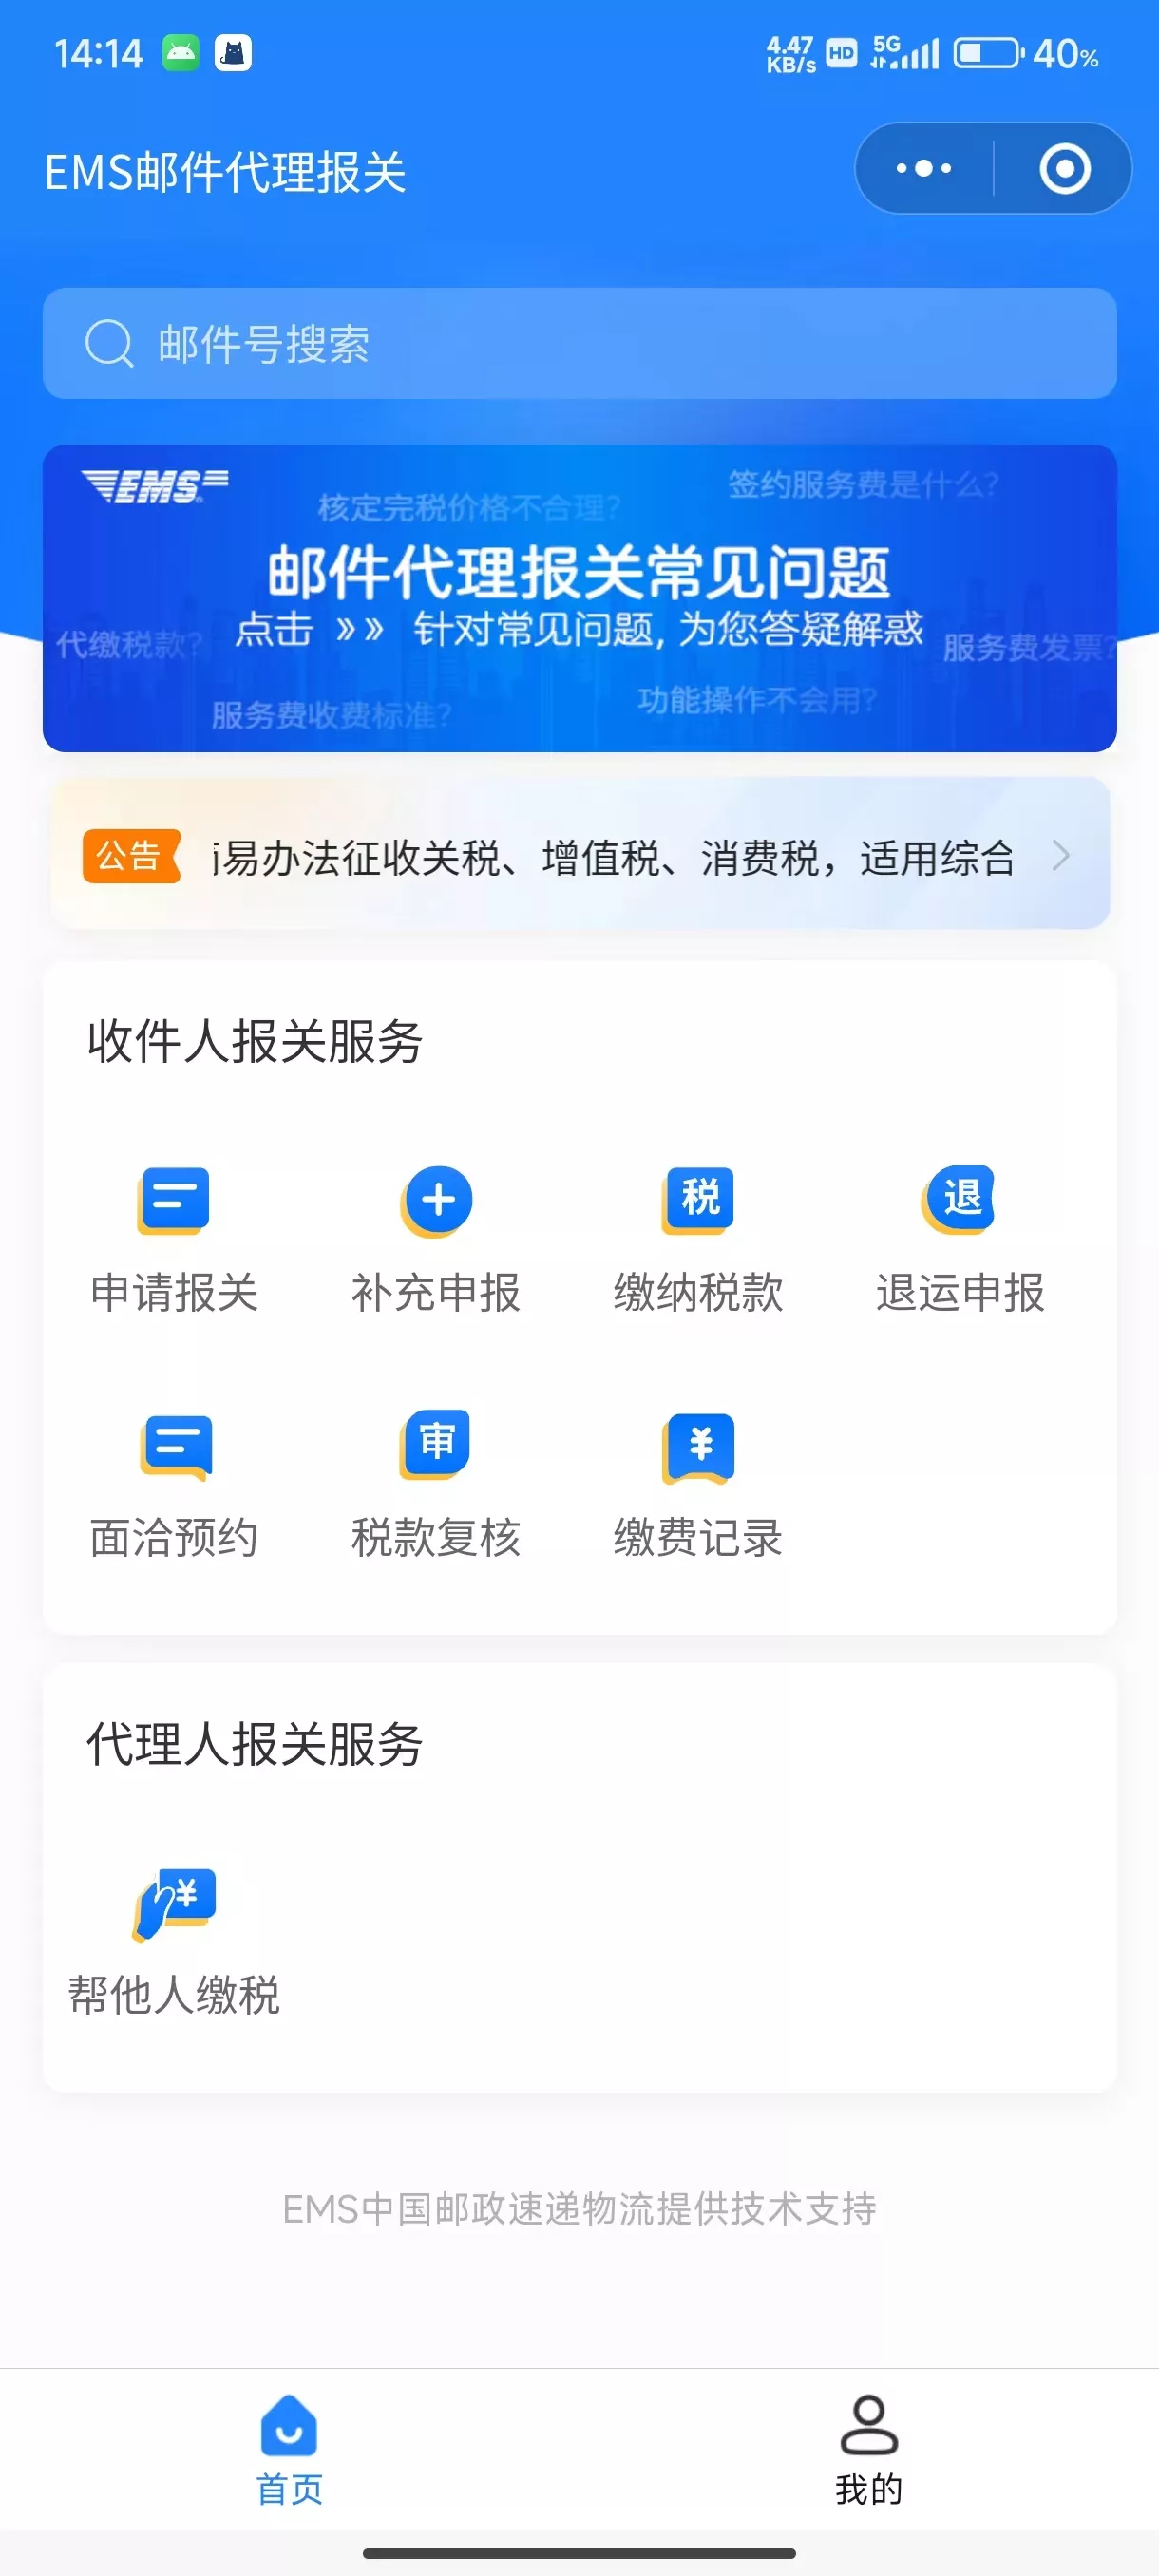 14:14
4.47 KB/s HD 5G 40%
EMS邮件代理报关
邮件号搜索
EMS
签约服务费是什么?
核定完税价格不合理?
邮件代理报关常见问题
点击 »» 针对常见问题, 为您答疑解惑
代缴税款?
服务费发票?
功能操作不会用?
服务费收费标准?
公告 易办法征收关税、增值税、消费税，适用综合
收件人报关服务
申请报关 补充申报 税 缴纳税款 退 退运申报
面洽预约 审 税款复核 ¥ 缴费记录
代理人报关服务
¥
帮他人缴税
EMS中国邮政速递物流提供技术支持
首页 我的